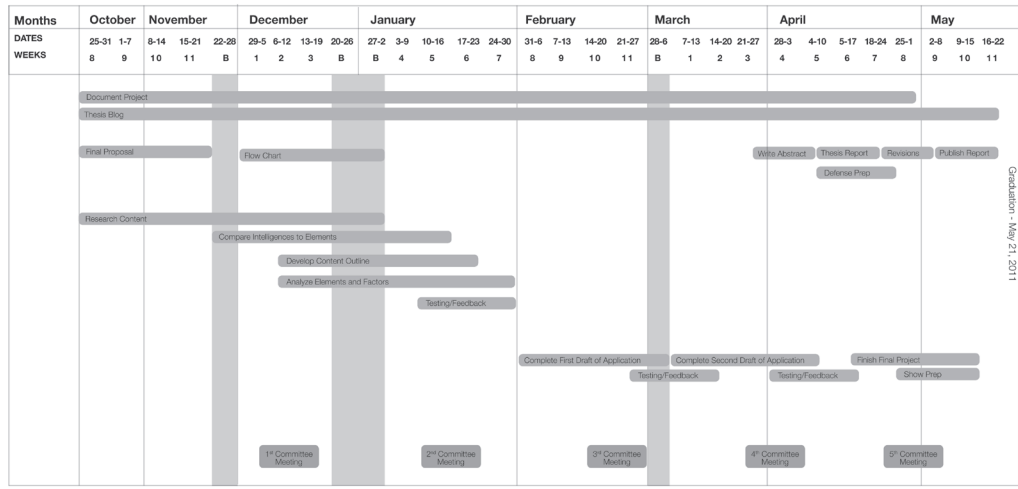 Months October November December January February March April May
DATES 25-31 1-7 8-14 15-21 22-28 29-5 6-12 13-19 20-26 27-2 3-9 10-16 17-23 24-30 31-6 7-13 14-20 21-27 28-6 7-13 14-20 21-27 28-3 4-10 5-17 18-24 25-1 2-8 9-15 16-22
WEEKS 8 9 10 11 B 1 2 3 B B 4 5 6 7 8 9 10 11 B 1 2 3 4 5 6 7 8 9 10 11
Document Project
Thesis Blog
Final Proposal
Flow Chart
Write Abstract
Thesis Report
Revisions
Publish Report
Defense Prep
Research Content
Compare Intelligences to Elements
Develop Content Outline
Analyze Elements and Factors
Testing/Feedback
Complete First Draft of Application
Complete Second Draft of Application
Finish Final Project
Testing/Feedback
Testing/Feedback
Show Prep
1st Committee
Meeting
2nd Committee
Meeting
3rd Committee
Meeting
4th Committee
Meeting
5th Committee
Meeting
Graduation - May 21, 2011